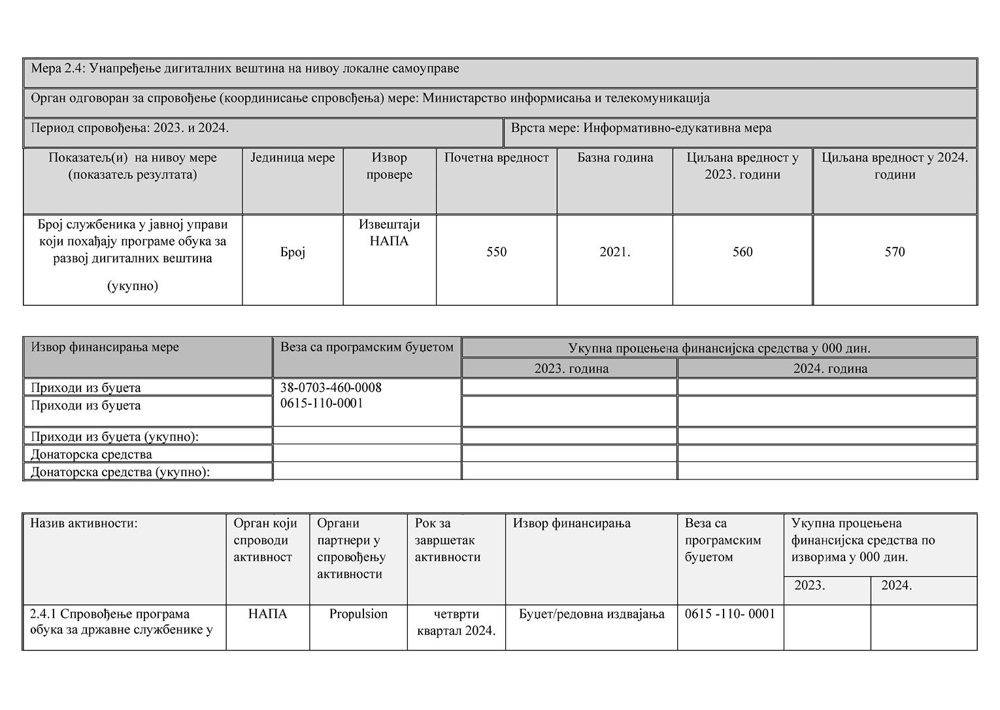 Мера 2.4: Унапређење дигиталних вештина на нивоу локалне самоуправе
Орган одговоран за спровођење (координисање спровођења) мере: Министарство информисања и телекомуникација
Период спровођења: 2023. и 2024.
Врста мере: Информативно-едукативна мера
Показатељ(и) на нивоу мере
(показатељ резултата)
Јединица мере
Извор
провере
Почетна вредност
Базна година
Циљана вредност у
2023. години
Циљана вредност у 2024.
години
Број службеника у јавној управи
који похађају програме обука за
развој дигиталних вештина
(укупно)
Број
Извештаји
НАПА
550
2021.
560
570
Извор финансирања мере
Веза са програмским буџетом
Укупна процењена финансијска средства у 000 дин.
2023. година
2024. година
Приходи из буџета
38-0703-460-0008
Приходи из буџета
0615-110-0001
Приходи из буџета (укупно):
Донаторска средства
Донаторска средства (укупно):
Назив активности:
Орган који
спроводи
активност
Органи
партнери у
спровођењу
активности
Рок за
завршетак
активности
Извор финансирања
Веза са
програмским
буџетом
Укупна процењена
финансијска средства по
изворима у 000 дин.
2023.
2024.
2.4.1 Спровођење програма
обука за државне службенике у
НАПА
Propulsion
четврти
квартал 2024.
Буџет/редовна издвајања
0615 -110- 0001